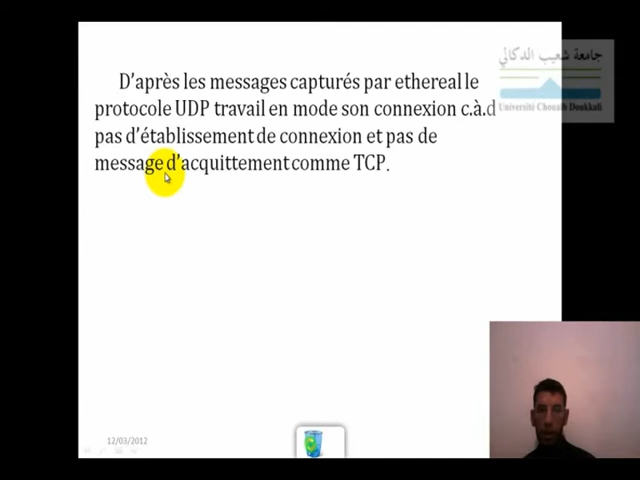 جامعة شعيب الدكالي
Université Chouaib Doukkali
D'après les messages capturés par ethereal le
protocole UDP travail en mode son connexion c.à.d
pas d'établissement de connexion et pas de
message d'acquittement comme TCP.
12/03/2012